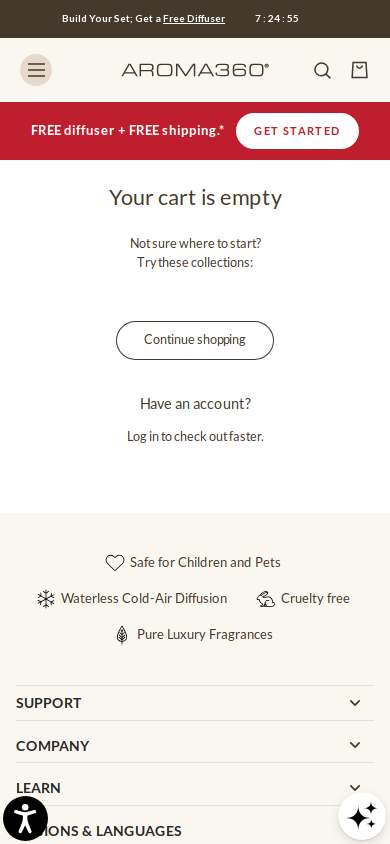 Build Your Set; Get a Free Diffuser 7 : 24 : 55
AROMA360®
FREE diffuser + FREE shipping.* GET STARTED
Your cart is empty
Not sure where to start?
Try these collections:
Continue shopping
Have an account?
Log in to check out faster.
Safe for Children and Pets
Waterless Cold-Air Diffusion Cruelty free
Pure Luxury Fragrances
SUPPORT
COMPANY
LEARN
& LANGUAGES